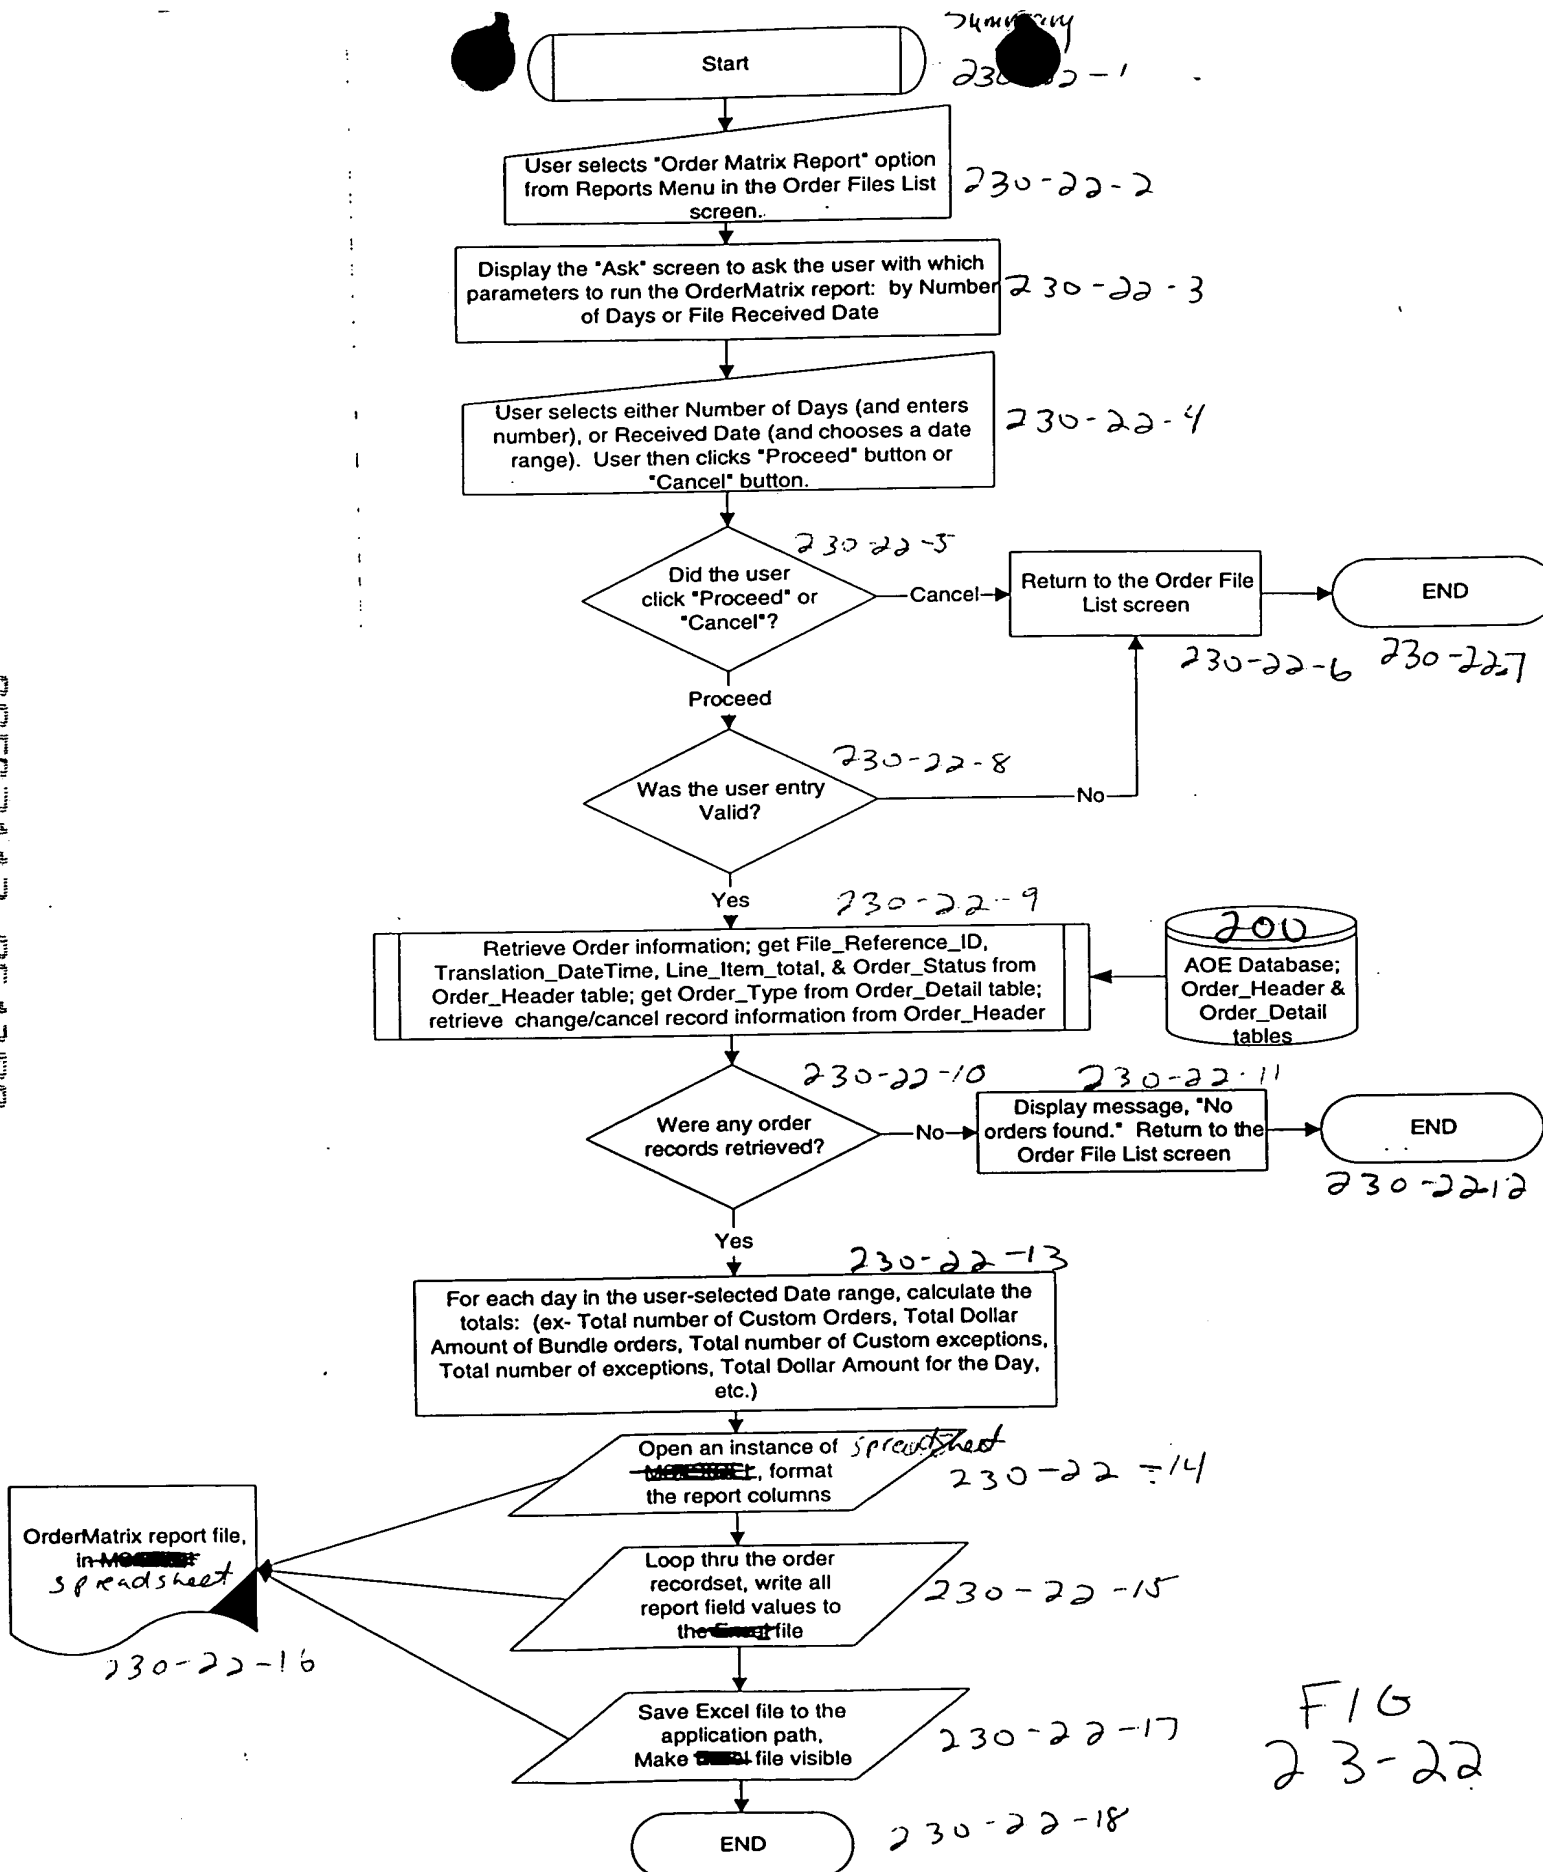 Summary
Start
230-22-1
User selects "Order Matrix Report" option
from Reports Menu in the Order Files List
screen.
230-22-2
Display the "Ask" screen to ask the user with which
parameters to run the OrderMatrix report: by Number
of Days or File Received Date
230-22-3
User selects either Number of Days (and enters
number), or Received Date (and chooses a date
range). User then clicks "Proceed" button or
"Cancel" button.
230-22-4
230-22-5
Did the user
click "Proceed" or
"Cancel"?
Cancel
Return to the Order File
List screen
END
230-22-6
230-22-7
Proceed
230-22-8
Was the user entry
Valid?
No
Yes
230-22-9
Retrieve Order information; get File_Reference_ID,
Translation_DateTime, Line_Item_total, & Order_Status from
Order_Header table; get Order_Type from Order_Detail table;
retrieve change/cancel record information from Order_Header
200
AOE Database;
Order_Header &
Order_Detail
tables
230-22-10
230-22-11
Were any order
records retrieved?
No
Display message, "No
orders found." Return to the
Order File List screen
END
230-22-12
Yes
230-22-13
For each day in the user-selected Date range, calculate the
totals: (ex- Total number of Custom Orders, Total Dollar
Amount of Bundle orders, Total number of Custom exceptions,
Total number of exceptions, Total Dollar Amount for the Day,
etc.)
Open an instance of spreadsheet
, format
the report columns
230-22-14
OrderMatrix report file,
in
spreadsheet
230-22-16
Loop thru the order
recordset, write all
report field values to
the file
230-22-15
Save Excel file to the
application path,
Make file visible
230-22-17
FIG
23-22
END
230-22-18